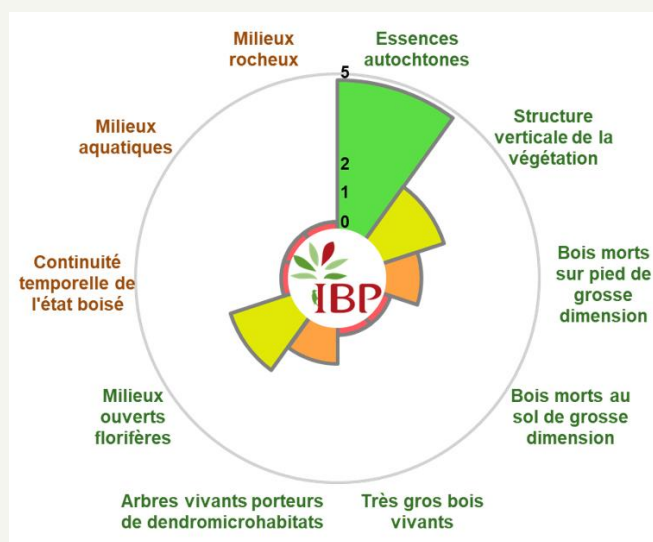 Milieux
rocheux
Essences
autochtones
5
Structure
verticale de la
végétation
Milieux
aquatiques
2
1
0
Continuité
temporelle de
l'état boisé
Bois morts
sur pied de
grosse
dimension
IBP
Milieux
ouverts
florifères
Bois morts au
sol de grosse
dimension
Arbres vivants porteurs
de dendromicrohabitats
Très gros bois
vivants